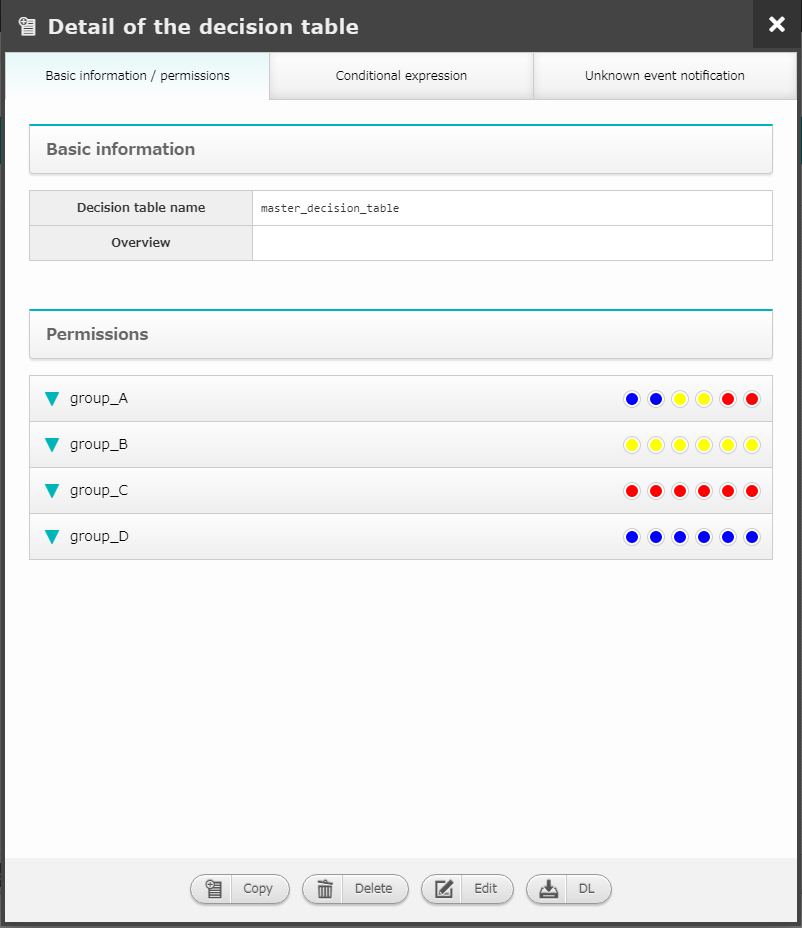 Detail of the decision table
Basic information / permissions
Conditional expression
Unknown event notification
Basic information
Decision table name
master_decision_table
Overview
Permissions
group_A
group_B
group_C
group_D
Copy
Delete
Edit
DL